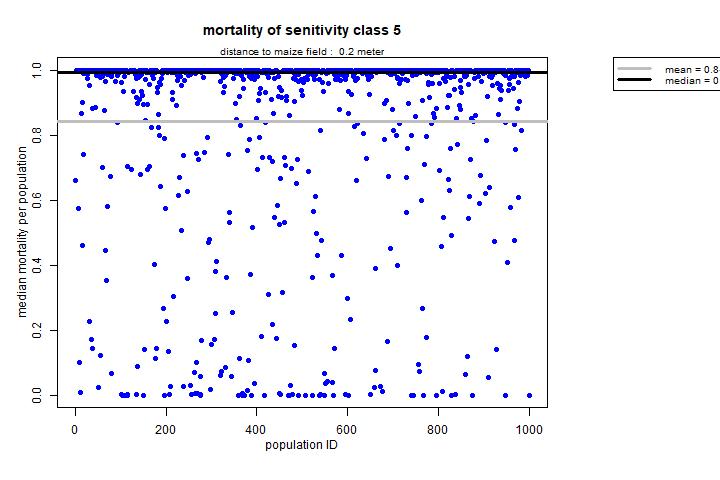 mortality of senitivity class 5
distance to maize field : 0.2 meter
mean = 0.8
median = 0
median mortality per population
1.0
0.8
0.6
0.4
0.2
0.0
0
200
400
600
800
1000
population ID